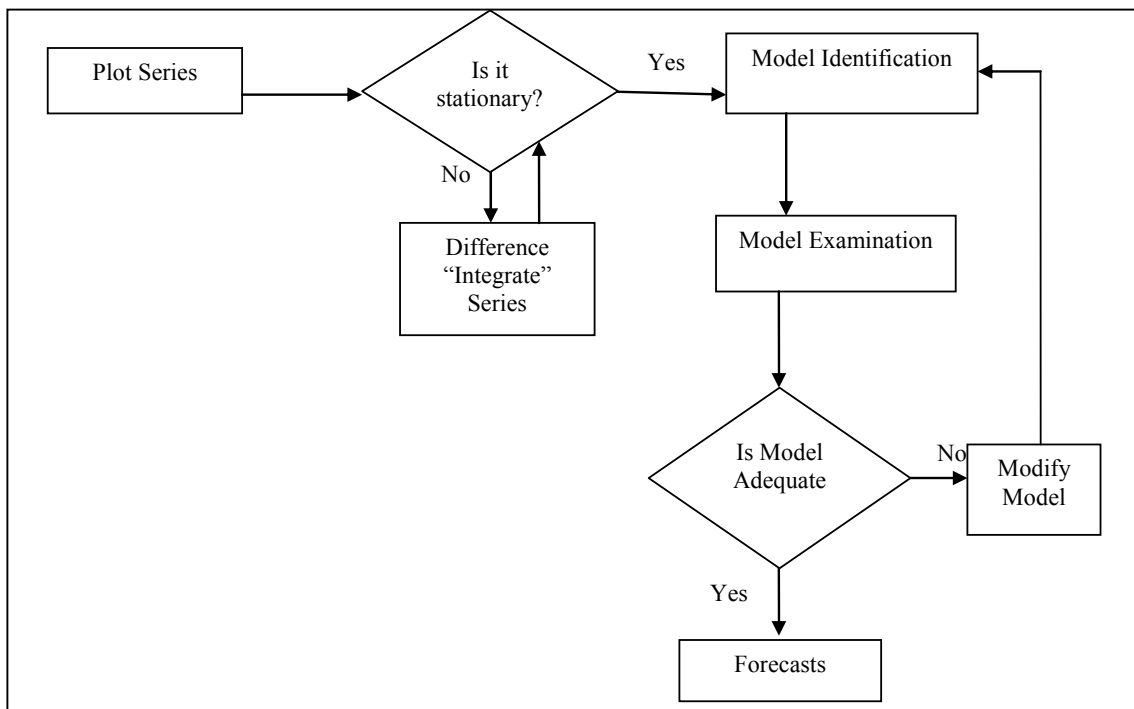 Plot Series
Is it
stationary?
Yes
Model Identification
No
Difference
“Integrate”
Series
Model Examination
Is Model
Adequate
No
Modify
Model
Yes
Forecasts